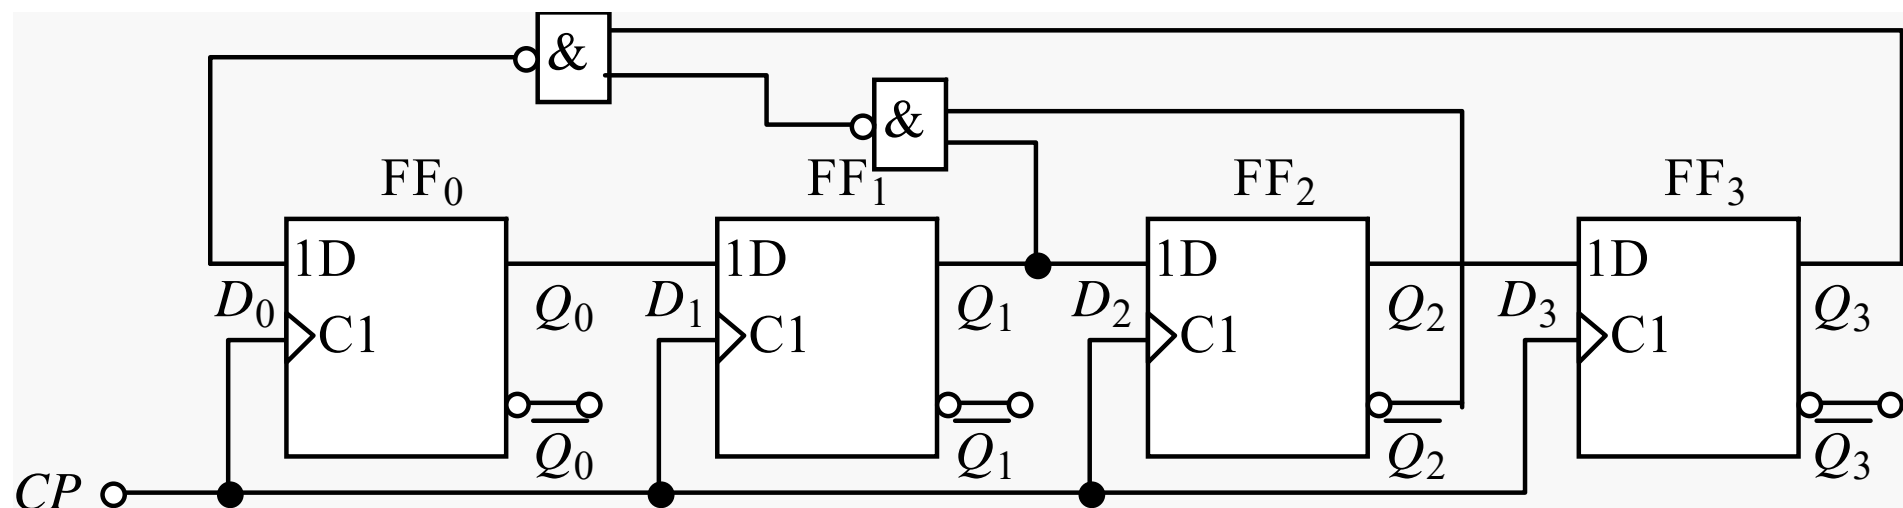 &
&
FF₀ FF₁ FF₂ FF₃
1D 1D 1D 1D
D₀ Q₀ D₁ Q₁ D₂ Q₂ D₃ Q₃
C1 C1 C1 C1
Q̅₀ Q̅₁ Q̅₂ Q̅₃
CP